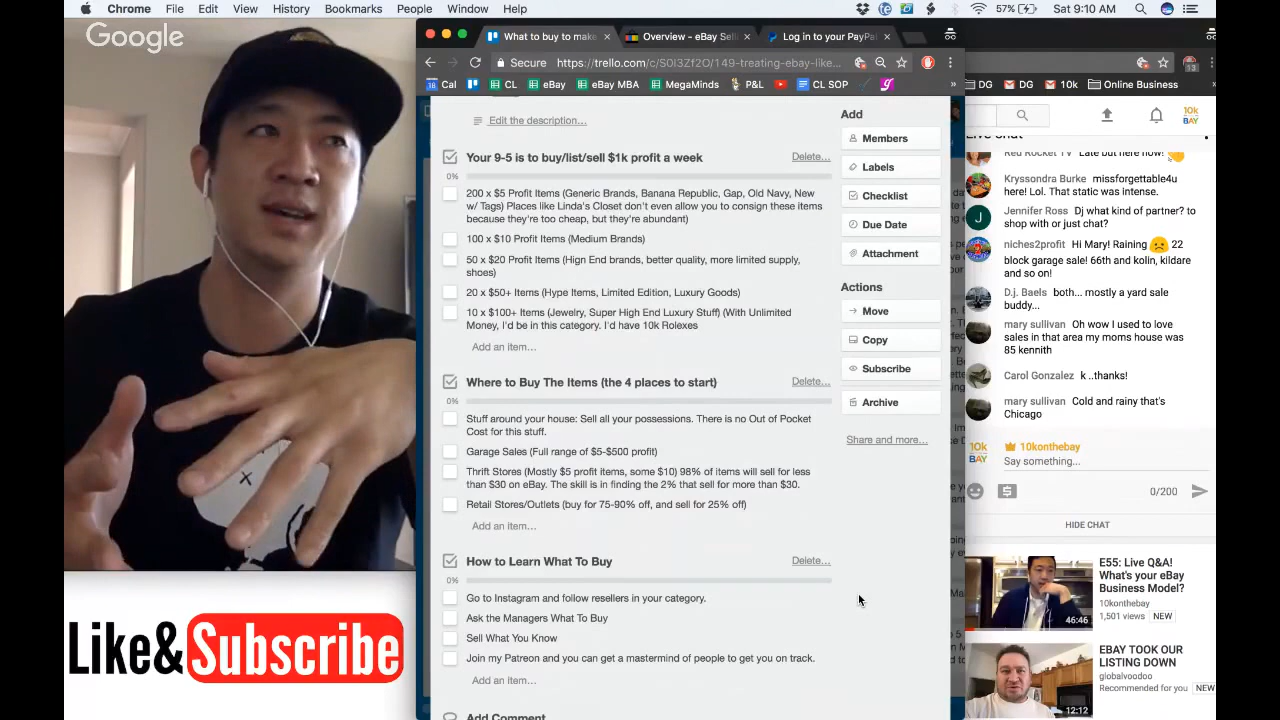 Chrome File Edit View History Bookmarks People Window Help
57% Sat 9:10 AM
Google
What to buy to make
Overview - eBay Sell
Log in to your PayPa
Secure https://trello.com/c/S0I3Zf2O/149-treating-ebay-like...
Cal CL eBay eBay MBA MegaMinds P&L CL SOP »
DG DG 10k Online Business
Edit the description...
Your 9-5 is to buy/list/sell $1k profit a week
Delete...
0%
200 x $5 Profit Items (Generic Brands, Banana Republic, Gap, Old Navy, New
w/ Tags) Places like Linda's Closet don't even allow you to consign these items
because they're too cheap, but they're abundant)
100 x $10 Profit Items (Medium Brands)
50 x $20 Profit Items (Hign End brands, better quality, more limited supply,
shoes)
20 x $50+ Items (Hype Items, Limited Edition, Luxury Goods)
10 x $100+ Items (Jewelry, Super High End Luxury Stuff) (With Unlimited
Money, I'd be in this category. I'd have 10k Rolexes
Add an item...
Where to Buy The Items (the 4 places to start)
Delete...
0%
Stuff around your house: Sell all your possessions. There is no Out of Pocket
Cost for this stuff.
Garage Sales (Full range of $5-$500 profit)
Thrift Stores (Mostly $5 profit items, some $10) 98% of items will sell for less
than $30 on eBay. The skill is in finding the 2% that sell for more than $30.
Retail Stores/Outlets (buy for 75-90% off, and sell for 25% off)
Add an item...
How to Learn What To Buy
Delete...
0%
Go to Instagram and follow resellers in your category.
Ask the Managers What To Buy
Sell What You Know
Join my Patreon and you can get a mastermind of people to get you on track.
Add an item...
Add Comment
Add
Members
Labels
Checklist
Due Date
Attachment
Actions
Move
Copy
Subscribe
Archive
Share and more...
10k
BAY
Live chat
Red Rocket TV Late but here now!
Kryssondra Burke missforgettable4u
here! Lol. That static was intense.
Jennifer Ross Dj what kind of partner? to
shop with or just chat?
niches2profit Hi Mary! Raining 22
block garage sale! 66th and kolin, kildare
and so on!
D.j. Baels both... mostly a yard sale
buddy...
mary sullivan Oh wow I used to love
sales in that area my moms house was
85 kennith
Carol Gonzalez k ..thanks!
mary sullivan Cold and rainy that's
Chicago
10k
BAY
10konthebay
Say something...
0/200
HIDE CHAT
E55: Live Q&A!
What's your eBay
Business Model?
10konthebay
1,501 views NEW
46:46
EBAY TOOK OUR
LISTING DOWN
globalvoodoo
Recommended for you NEW
12:12
Like&Subscribe